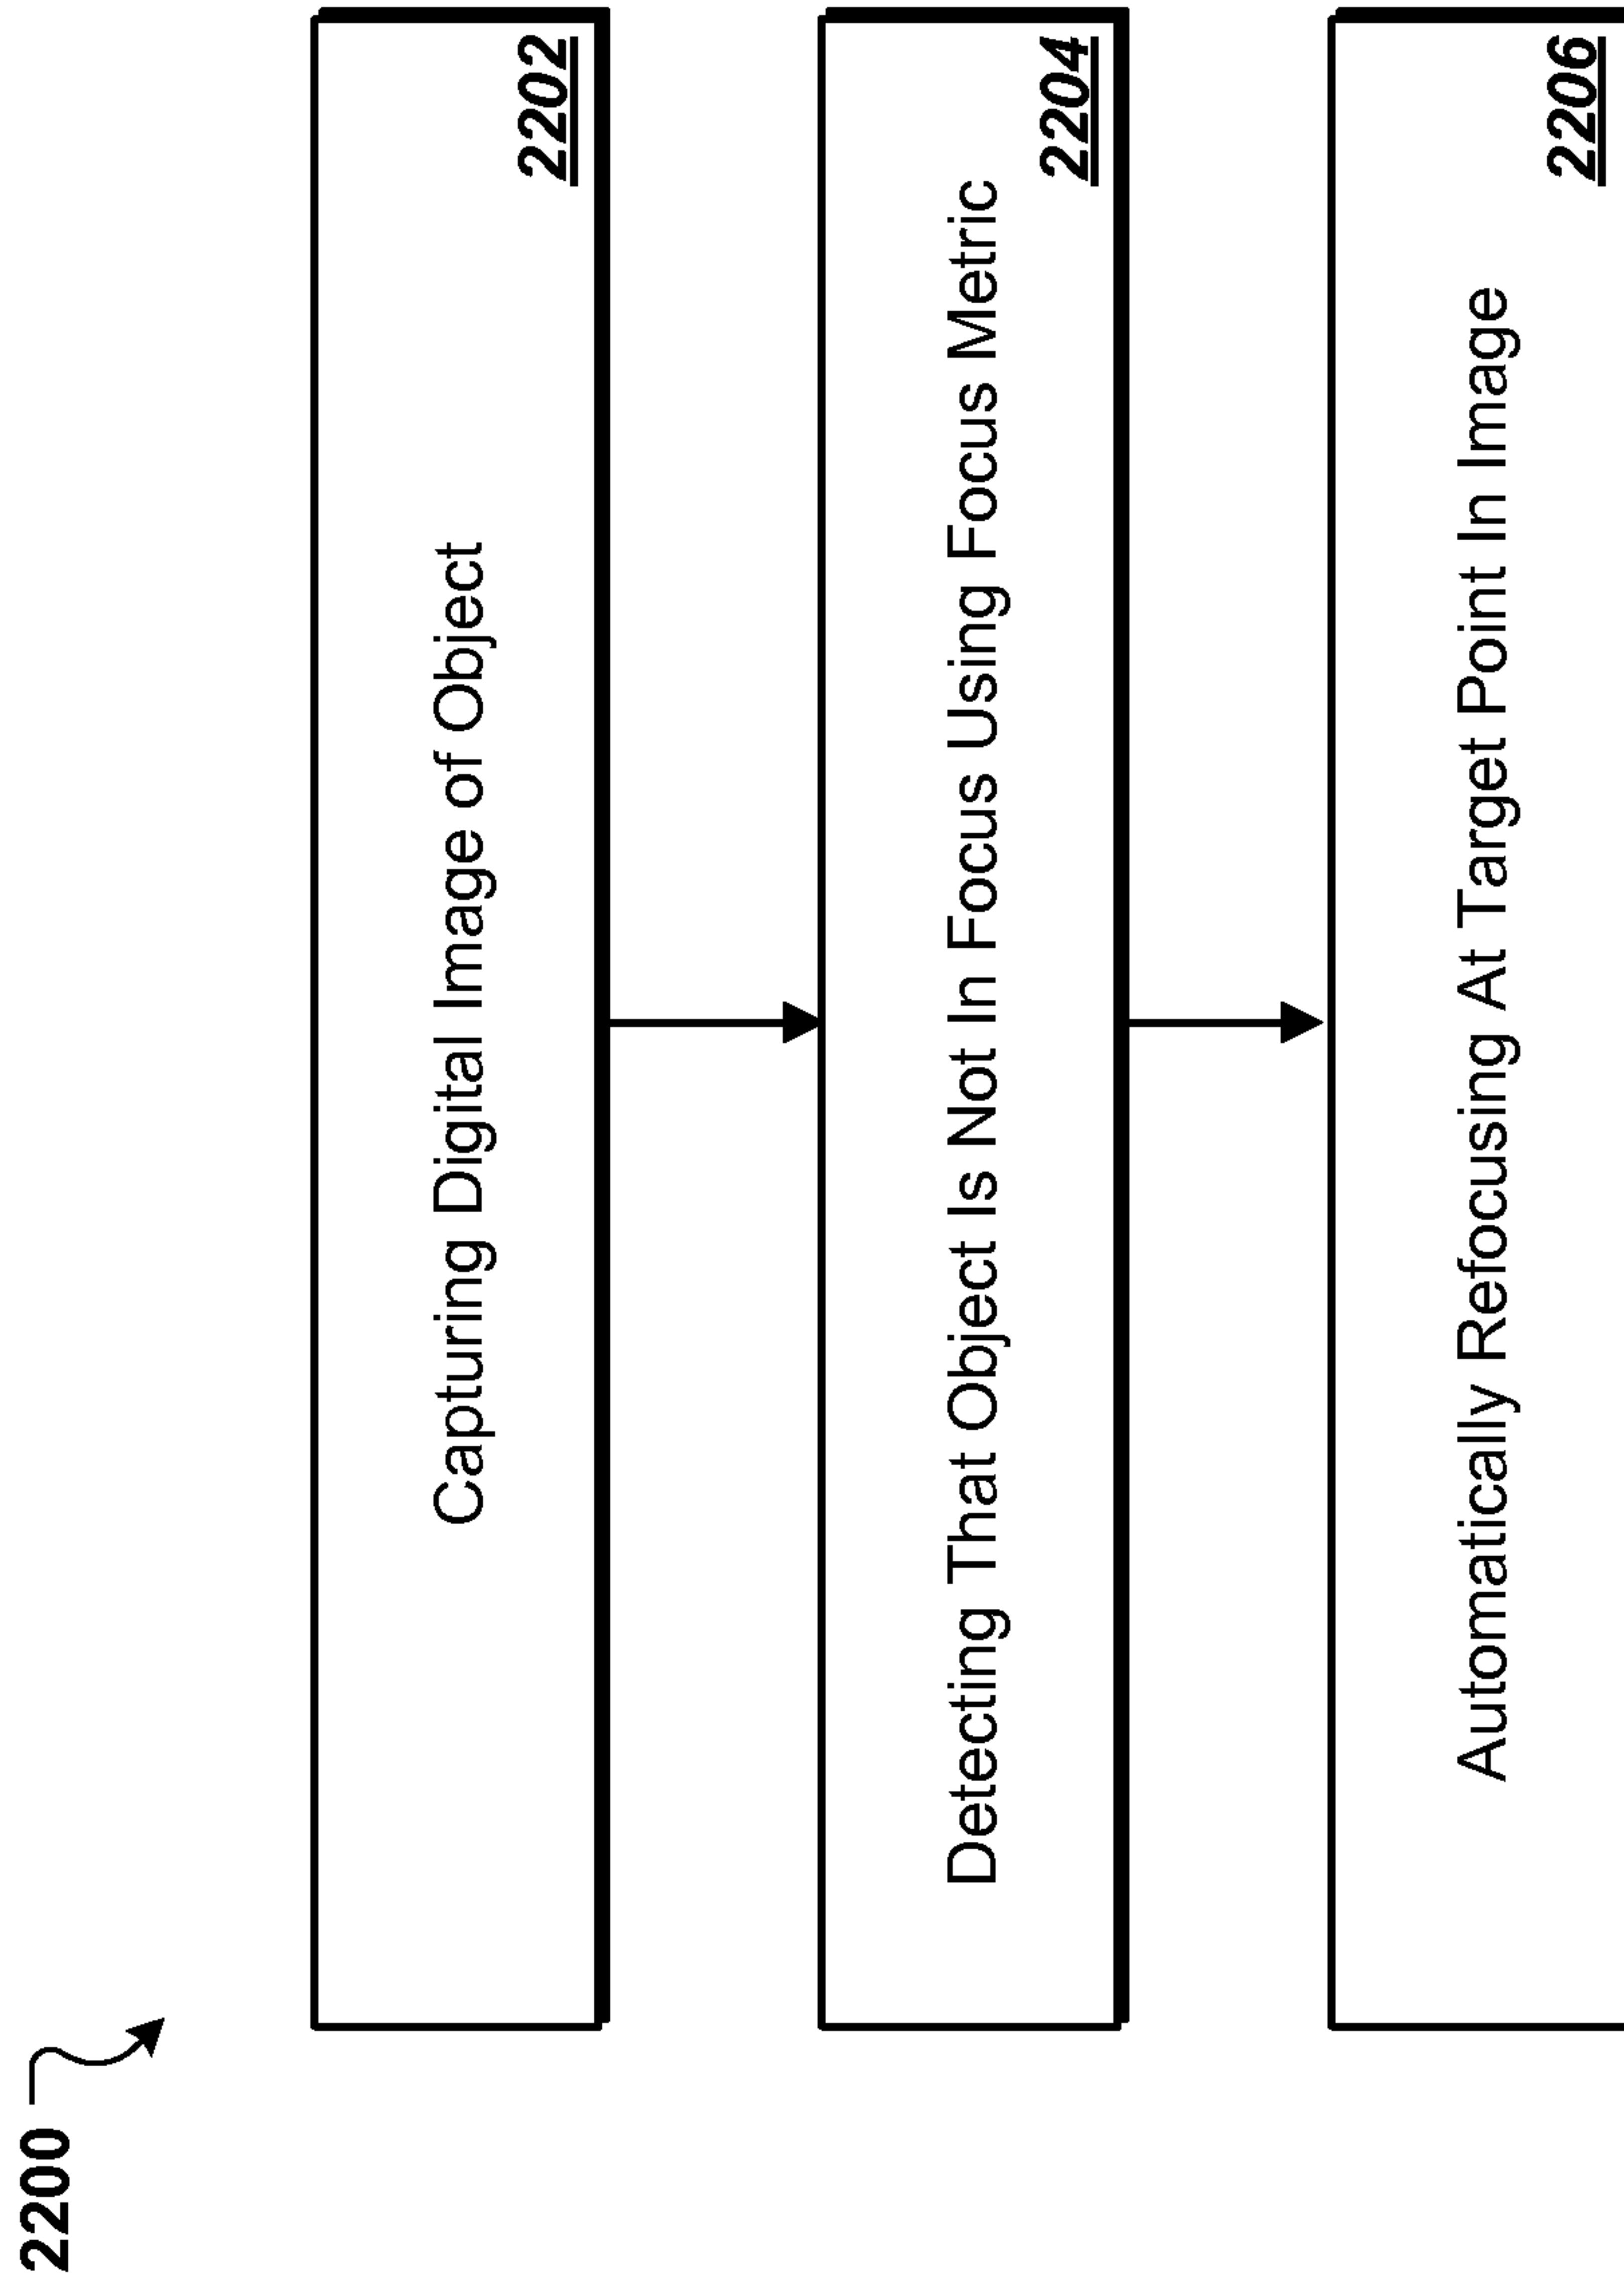 2200
Capturing Digital Image of Object
2202
Detecting That Object Is Not In Focus Using Focus Metric
2204
Automatically Refocusing At Target Point In Image
2206